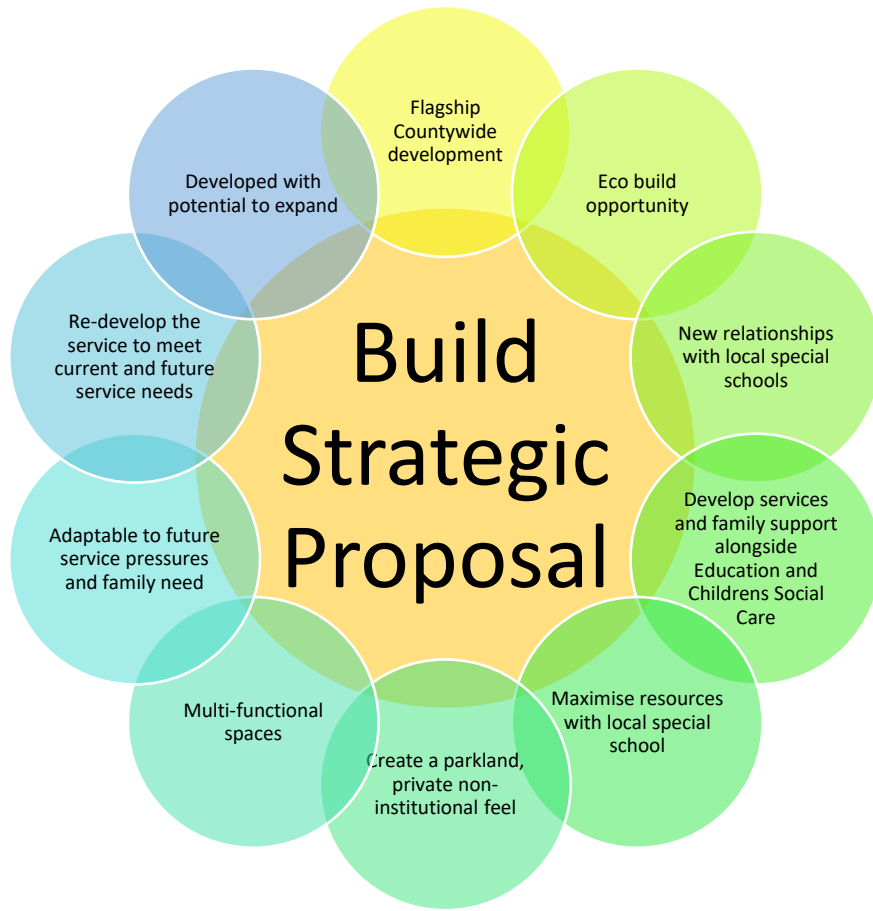 Flagship
Countywide
development
Eco build
opportunity
New relationships
with local special
schools
Develop services
and family support
alongside
Education and
Childrens Social
Care
Maximise resources
with local special
school
Create a parkland,
private non-
institutional feel
Multi-functional
spaces
Adaptable to future
service pressures
and family need
Re-develop the
service to meet
current and future
service needs
Developed with
potential to expand
Build
Strategic
Proposal